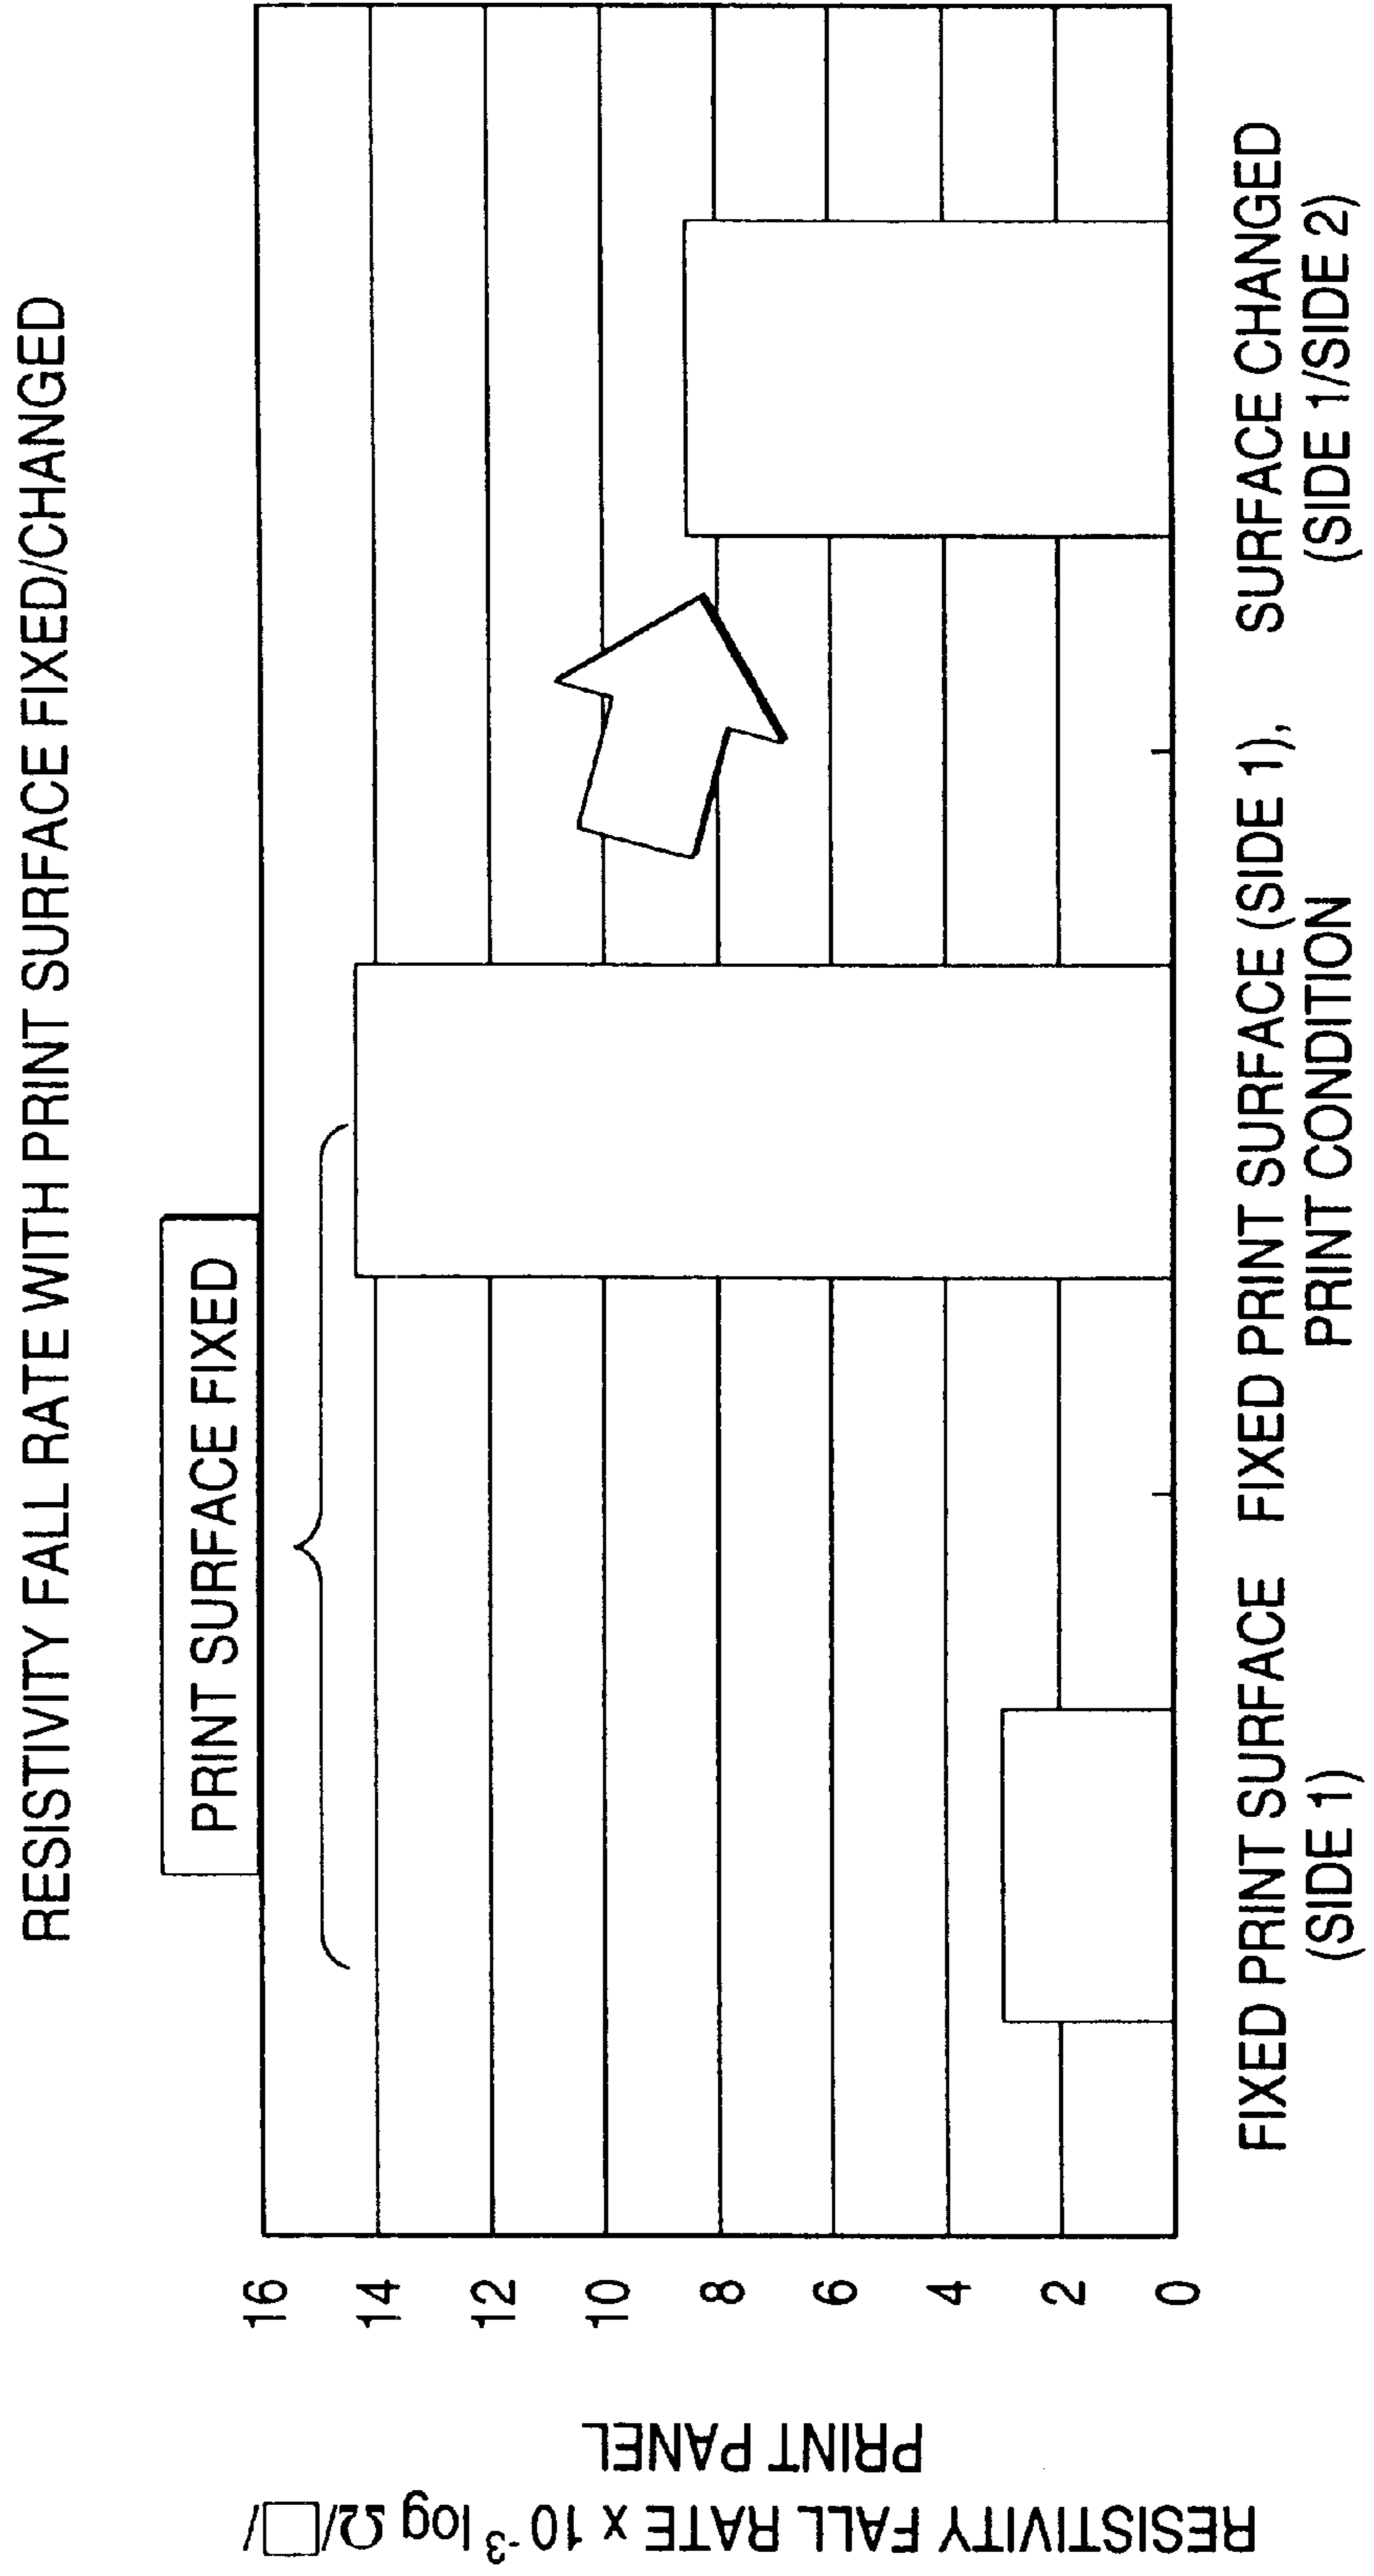 RESISTIVITY FALL RATE WITH PRINT SURFACE FIXED/CHANGED
PRINT SURFACE FIXED
RESISTIVITY FALL RATE x 10⁻³ log Ω/□/
PRINT PANEL
16
14
12
10
8
6
4
2
0
FIXED PRINT SURFACE
(SIDE 1)
FIXED PRINT SURFACE (SIDE 1),
SURFACE CHANGED
(SIDE 1/SIDE 2)
PRINT CONDITION